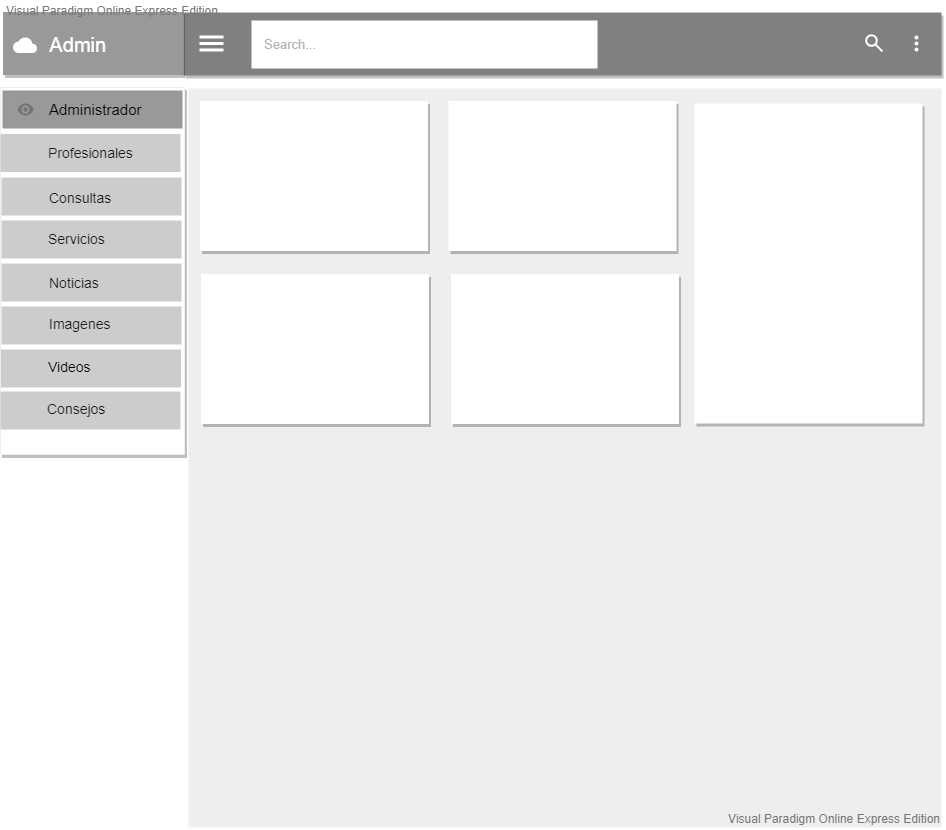 Visual Paradigm Online Express Edition
Admin
Search...
Administrador
Profesionales
Consultas
Servicios
Noticias
Imagenes
Videos
Consejos
Visual Paradigm Online Express Edition